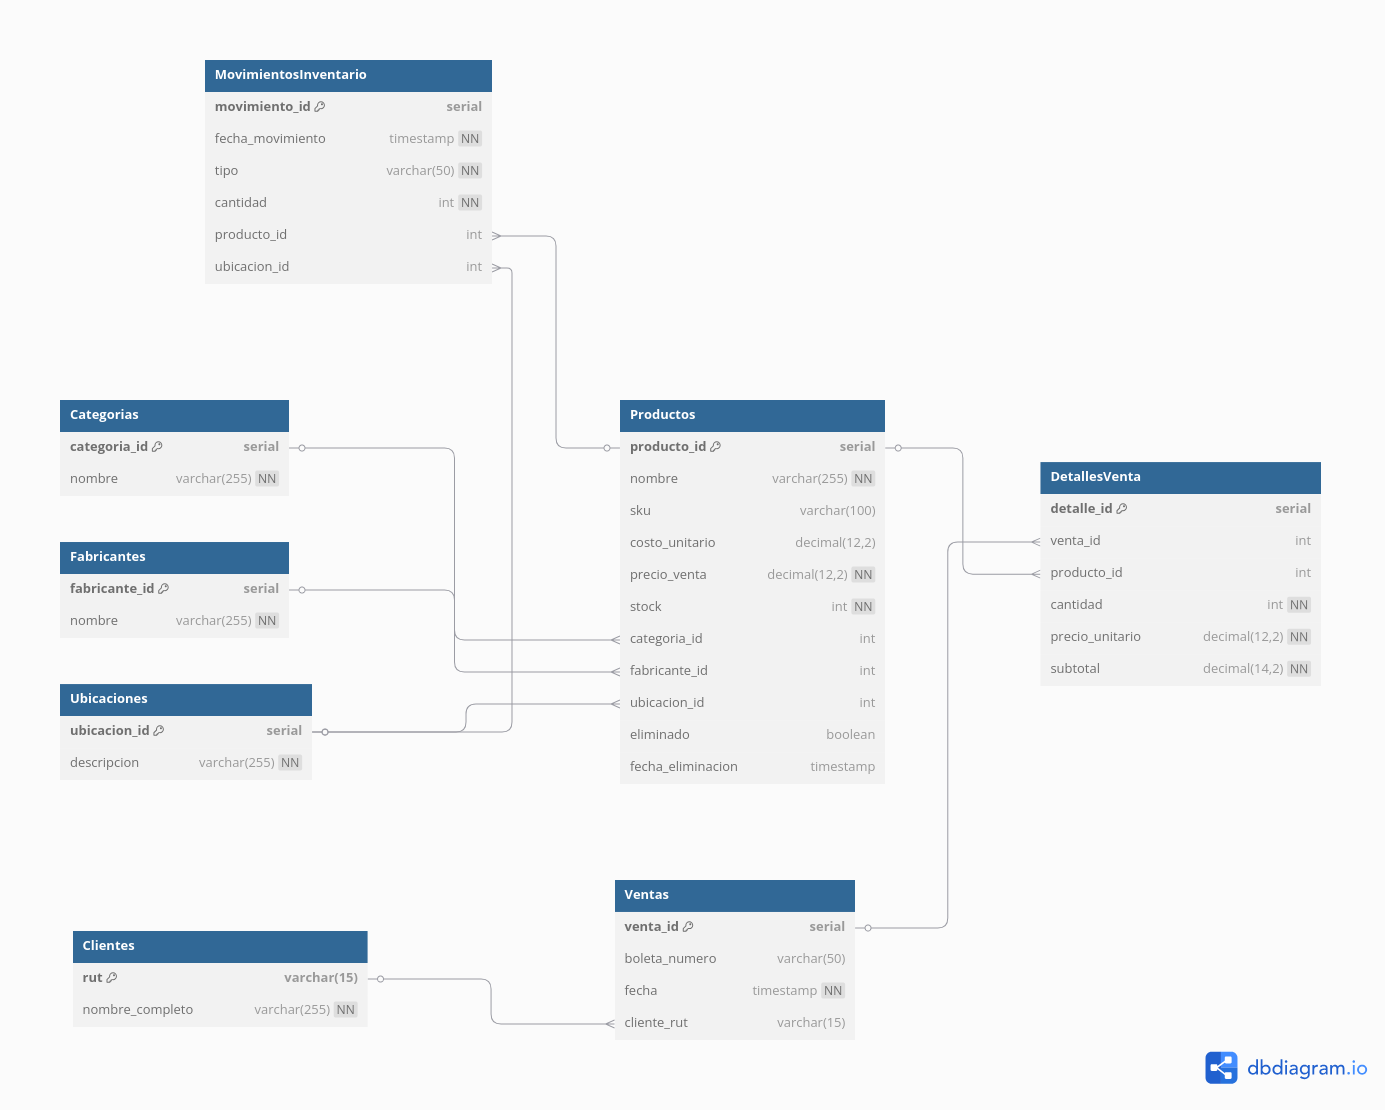 MovimientosInventario
movimiento_id serial
fecha_movimiento timestamp NN
tipo varchar(50) NN
cantidad int NN
producto_id int
ubicacion_id int
Categorias
categoria_id serial
nombre varchar(255) NN
Fabricantes
fabricante_id serial
nombre varchar(255) NN
Ubicaciones
ubicacion_id serial
descripcion varchar(255) NN
Productos
producto_id serial
nombre varchar(255) NN
sku varchar(100)
costo_unitario decimal(12,2)
precio_venta decimal(12,2) NN
stock int NN
categoria_id int
fabricante_id int
ubicacion_id int
eliminado boolean
fecha_eliminacion timestamp
DetallesVenta
detalle_id serial
venta_id int
producto_id int
cantidad int NN
precio_unitario decimal(12,2) NN
subtotal decimal(14,2) NN
Clientes
rut varchar(15)
nombre_completo varchar(255) NN
Ventas
venta_id serial
boleta_numero varchar(50)
fecha timestamp NN
cliente_rut varchar(15)
dbdiagram.io